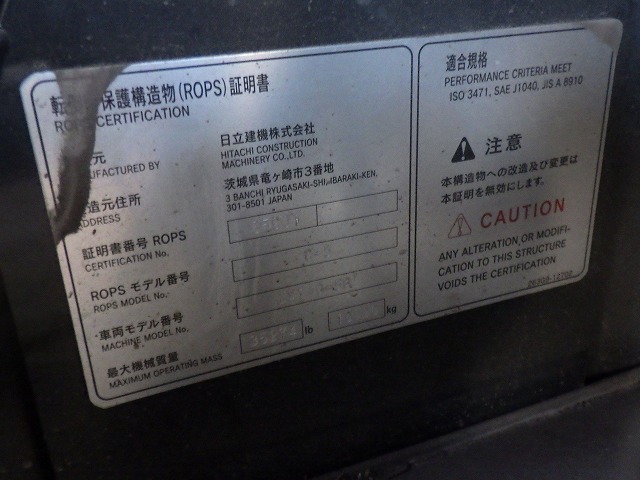 転 保護構造物(ROPS)証明書
ROPS CERTIFICATION
元
MANUFACTURED BY
日立建機株式会社
HITACHI CONSTRUCTION
MACHINERY CO.,LTD.
造元住所
ADDRESS
茨城県竜ヶ崎市3番地
3 BANCHI RYUGASAKI-SHI, IBARAKI-KEN,
301-8501 JAPAN
証明書番号 ROPS
CERTIFICATION No.
ROPS モデル番号
ROPS MODEL No.
車両モデル番号
MACHINE MODEL No.
最大機械質量
MAXIMUM OPERATING MASS
lb
kg
適合規格
PERFORMANCE CRITERIA MEET
ISO 3471, SAE J1040, JIS A 8910
注意
本構造物への改造及び変更は
本証明を無効にします.
CAUTION
ANY ALTERATION OR MODIFI-
CATION TO THIS STRUCTURE
VOIDS THE CERTIFICATION